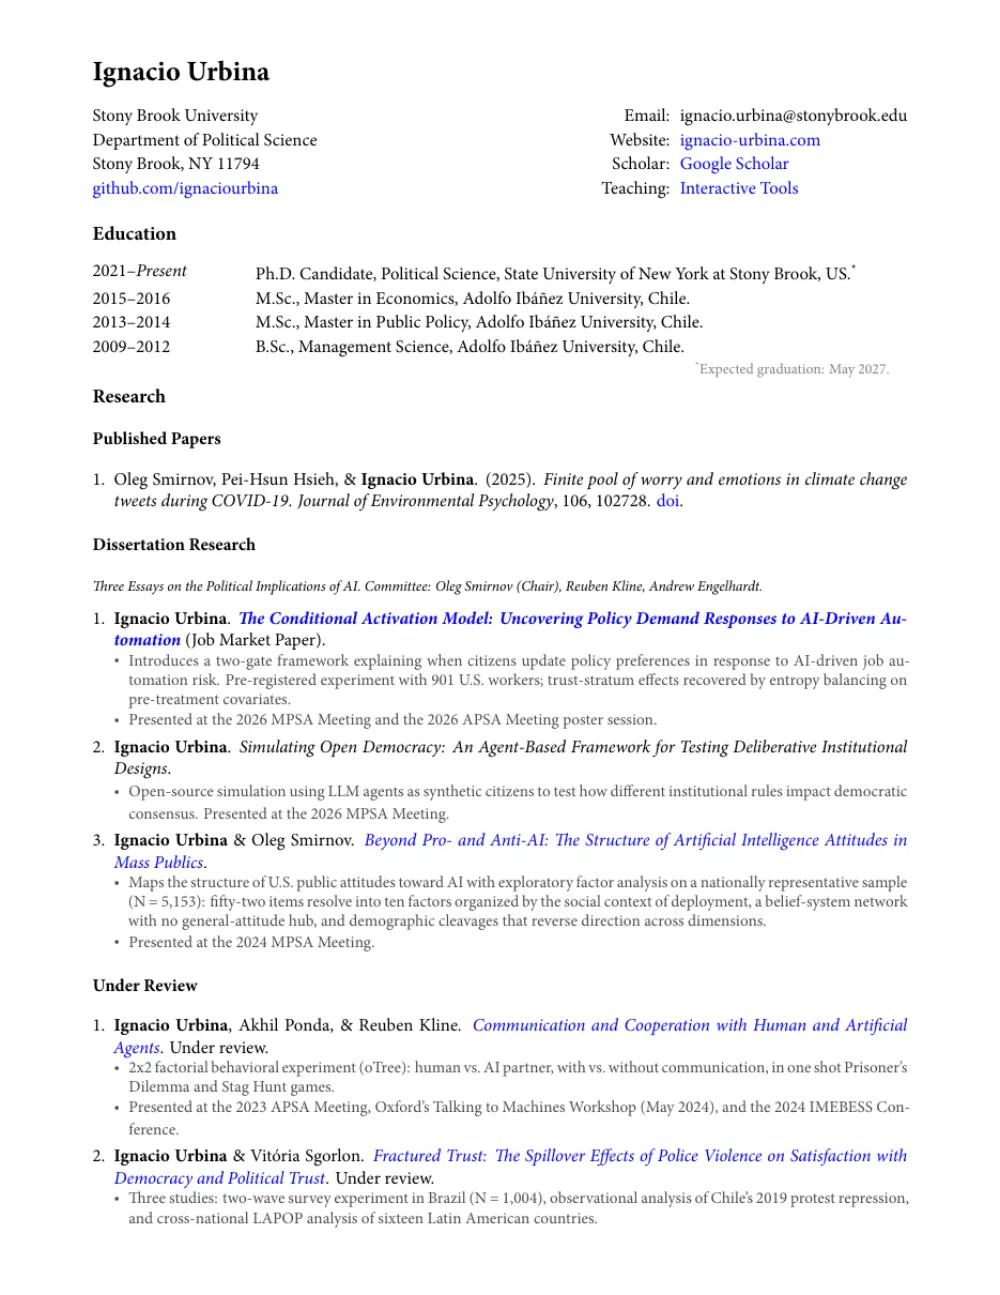 Ignacio Urbina
Stony Brook University
Department of Political Science
Stony Brook, NY 11794
github.com/ignaciourbina
Email: ignacio.urbina@stonybrook.edu
Website: ignacio-urbina.com
Scholar: Google Scholar
Teaching: Interactive Tools
Education
2021–Present Ph.D. Candidate, Political Science, State University of New York at Stony Brook, US.*
2015–2016 M.Sc., Master in Economics, Adolfo Ibáñez University, Chile.
2013–2014 M.Sc., Master in Public Policy, Adolfo Ibáñez University, Chile.
2009–2012 B.Sc., Management Science, Adolfo Ibáñez University, Chile.
*Expected graduation: May 2027.
Research
Published Papers
1. Oleg Smirnov, Pei-Hsun Hsieh, & Ignacio Urbina. (2025). Finite pool of worry and emotions in climate change
tweets during COVID-19. Journal of Environmental Psychology, 106, 102728. doi.
Dissertation Research
Three Essays on the Political Implications of AI. Committee: Oleg Smirnov (Chair), Reuben Kline, Andrew Engelhardt.
1. Ignacio Urbina. The Conditional Activation Model: Uncovering Policy Demand Responses to AI-Driven Au-
tomation (Job Market Paper).
• Introduces a two-gate framework explaining when citizens update policy preferences in response to AI-driven job au-
tomation risk. Pre-registered experiment with 901 U.S. workers; trust-stratum effects recovered by entropy balancing on
pre-treatment covariates.
• Presented at the 2026 MPSA Meeting and the 2026 APSA Meeting poster session.
2. Ignacio Urbina. Simulating Open Democracy: An Agent-Based Framework for Testing Deliberative Institutional
Designs.
• Open-source simulation using LLM agents as synthetic citizens to test how different institutional rules impact democratic
consensus. Presented at the 2026 MPSA Meeting.
3. Ignacio Urbina & Oleg Smirnov. Beyond Pro- and Anti-AI: The Structure of Artificial Intelligence Attitudes in
Mass Publics.
• Maps the structure of U.S. public attitudes toward AI with exploratory factor analysis on a nationally representative sample
(N = 5,153): fifty-two items resolve into ten factors organized by the social context of deployment, a belief-system network
with no general-attitude hub, and demographic cleavages that reverse direction across dimensions.
• Presented at the 2024 MPSA Meeting.
Under Review
1. Ignacio Urbina, Akhil Ponda, & Reuben Kline. Communication and Cooperation with Human and Artificial
Agents. Under review.
• 2x2 factorial behavioral experiment (oTree): human vs. AI partner, with vs. without communication, in one shot Prisoner's
Dilemma and Stag Hunt games.
• Presented at the 2023 APSA Meeting, Oxford's Talking to Machines Workshop (May 2024), and the 2024 IMEBESS Con-
ference.
2. Ignacio Urbina & Vitória Sgorlon. Fractured Trust: The Spillover Effects of Police Violence on Satisfaction with
Democracy and Political Trust. Under review.
• Three studies: two-wave survey experiment in Brazil (N = 1,004), observational analysis of Chile's 2019 protest repression,
and cross-national LAPOP analysis of sixteen Latin American countries.